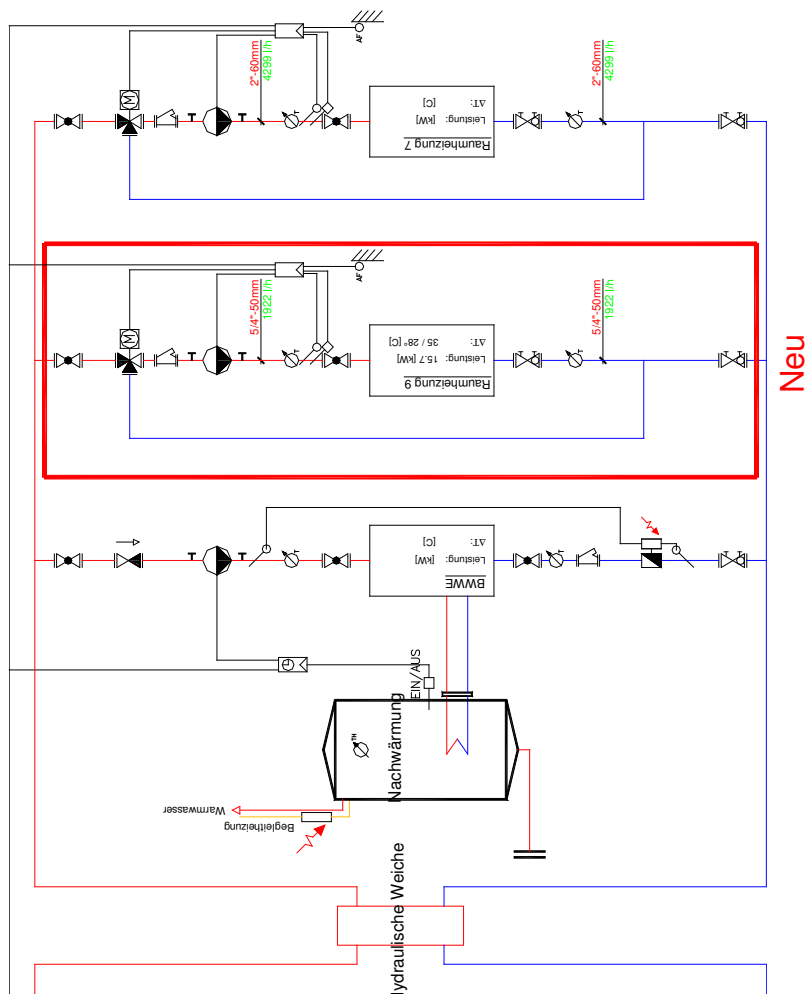 AF
2"-60mm
4299 l/h
2"-60mm
4299 l/h
M
T
T
T
T
Raumheizung 7
Leistung: [kW]
ΔT: [C]
AF
5/4"-50mm
1922 l/h
5/4"-50mm
1922 l/h
M
T
T
T
T
Raumheizung 9
Leistung: 15.7 [kW]
ΔT: 35 / 28° [C]
Neu
T
T
T
T
BWWE
Leistung: [kW]
ΔT: [C]
EIN/AUS
Nachwärmung
TH
Warmwasser
Begleitheizung
ydraulische Weiche